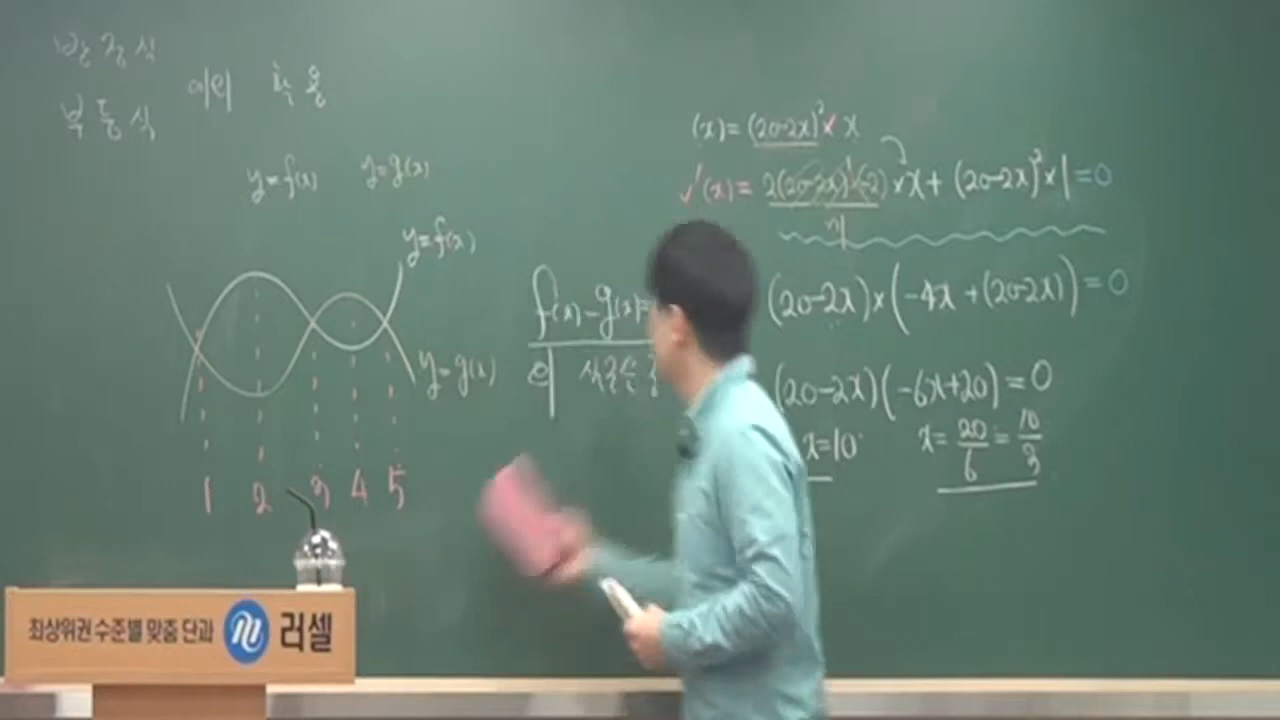 방정식
부등식
에의 활용
y=f(x) y=g(x)
y=f(x)
y=g(x)
1 2 3 4 5
f(x)-g(x)=
(x)=(20-2x)²× x
'(x)= 2(20-2x)¹×(-2)×x+(20-2x)²×1=0
(20-2x)×(-4x+(20-2x))=0
(20-2x)(-6x+20)=0
x=10 x=20/6=10/3
최상위권 수준별 맞춤 단과 러셀